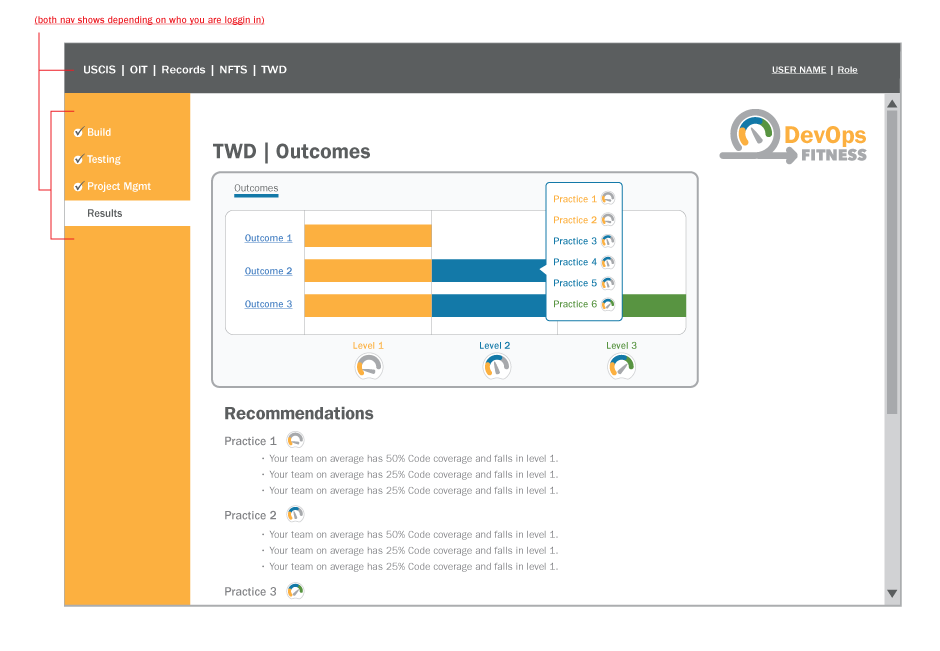 (both nav shows depending on who you are loggin in)
USCIS | OIT | Records | NFTS | TWD
USER NAME | Role
Build
Testing
Project Mgmt
Results
DevOps
FITNESS
TWD | Outcomes
Outcomes
Outcome 1
Outcome 2
Outcome 3
Practice 1
Practice 2
Practice 3
Practice 4
Practice 5
Practice 6
Level 1
Level 2
Level 3
Recommendations
Practice 1
· Your team on average has 50% Code coverage and falls in level 1.
· Your team on average has 25% Code coverage and falls in level 1.
· Your team on average has 25% Code coverage and falls in level 1.
Practice 2
· Your team on average has 50% Code coverage and falls in level 1.
· Your team on average has 25% Code coverage and falls in level 1.
· Your team on average has 25% Code coverage and falls in level 1.
Practice 3